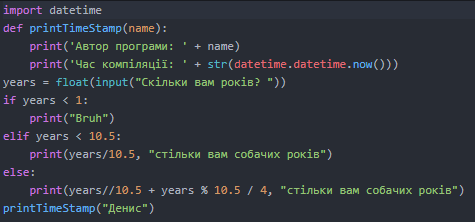 import datetime
def printTimeStamp(name):
    print('Автор програми: ' + name)
    print('Час компіляції: ' + str(datetime.datetime.now()))
years = float(input("Скільки вам років? "))
if years < 1:
    print("Bruh")
elif years < 10.5:
    print(years/10.5, "стільки вам собачих років")
else:
    print(years//10.5 + years % 10.5 / 4, "стільки вам собачих років")
printTimeStamp("Денис")